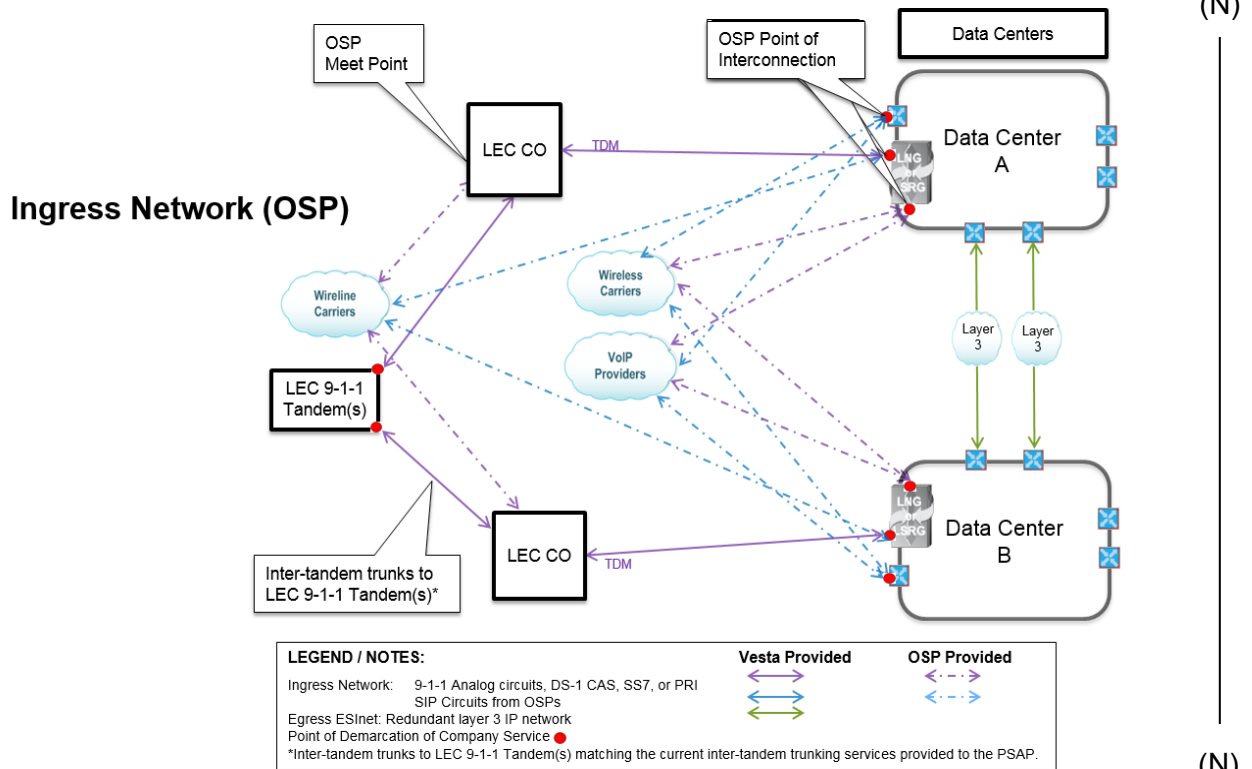 (N)
OSP
Meet Point
OSP Point of
Interconnection
Data Centers
LEC CO
TDM
LNG
or
LSRG
Data Center
A
Ingress Network (OSP)
Wireline
Carriers
Wireless
Carriers
VoIP
Providers
Layer
3
Layer
3
LEC 9-1-1
Tandem(s)
LEC CO
TDM
LNG
or
LSRG
Data Center
B
Inter-tandem trunks to
LEC 9-1-1 Tandem(s)*
LEGEND / NOTES: Vesta Provided OSP Provided
Ingress Network: 9-1-1 Analog circuits, DS-1 CAS, SS7, or PRI
SIP Circuits from OSPs
Egress ESInet: Redundant layer 3 IP network
Point of Demarcation of Company Service
*Inter-tandem trunks to LEC 9-1-1 Tandem(s) matching the current inter-tandem trunking services provided to the PSAP.
(N)